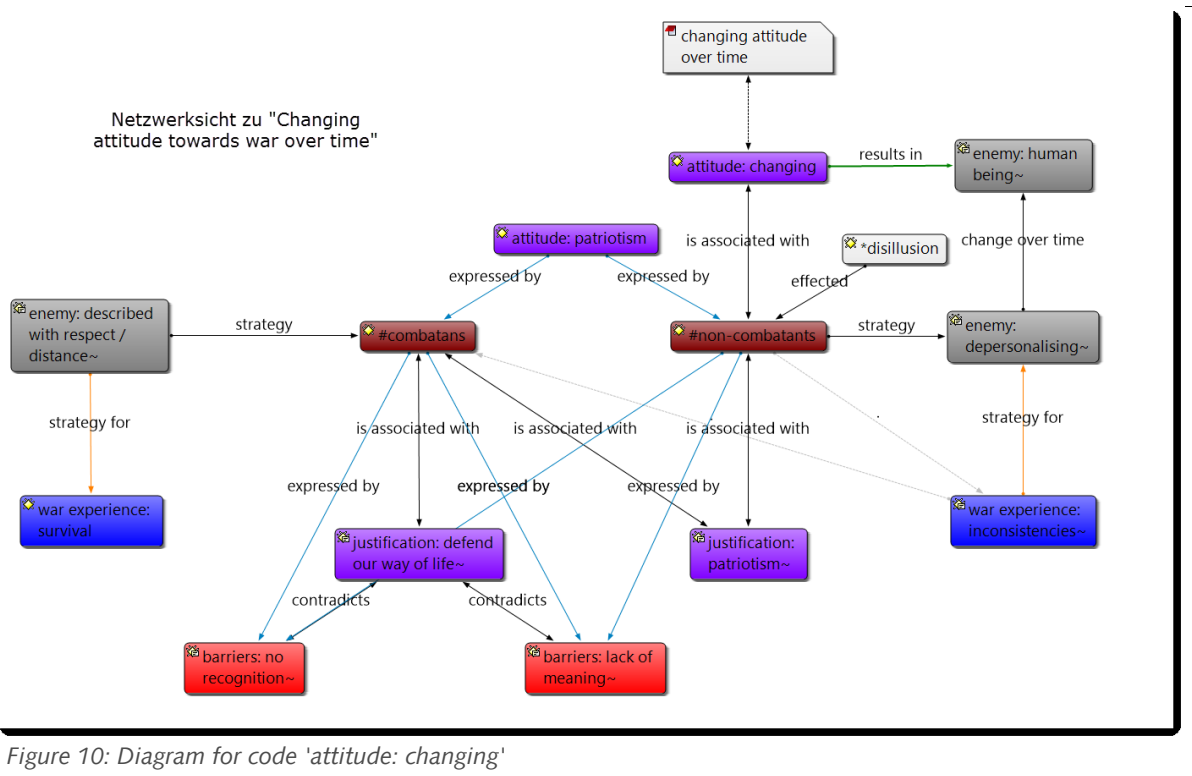 changing attitude
over time
Netzwerksicht zu "Changing
attitude towards war over time"
attitude: changing
results in
enemy: human
being~
attitude: patriotism
is associated with
*disillusion
change over time
expressed by
expressed by
effected
enemy: described
with respect /
distance~
strategy
#combatans
#non-combatants
strategy
enemy:
depersonalising~
strategy for
is associated with
is associated with
is associated with
strategy for
expressed by
expressed by
expressed by
war experience:
survival
war experience:
inconsistencies~
justification: defend
our way of life~
justification:
patriotism~
contradicts
contradicts
barriers: no
recognition~
barriers: lack of
meaning~
Figure 10: Diagram for code 'attitude: changing'